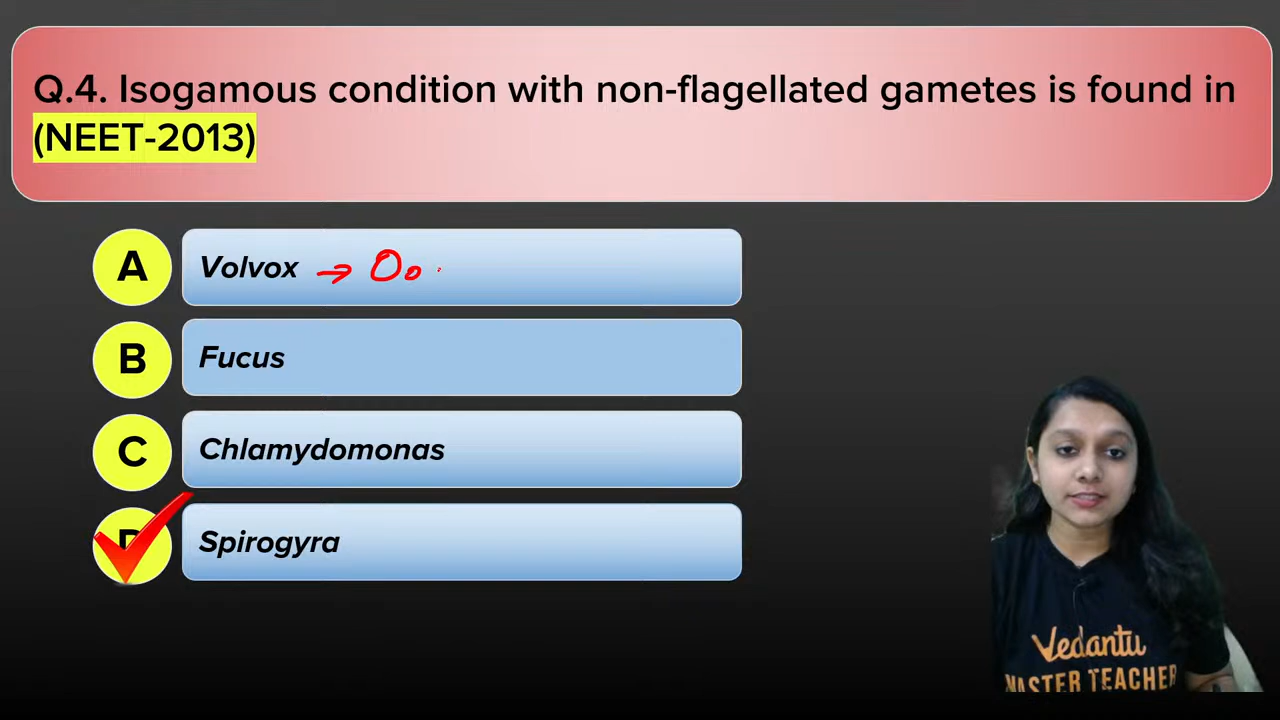 Q.4. Isogamous condition with non-flagellated gametes is found in
(NEET-2013)
A Volvox → Oo
B Fucus
C Chlamydomonas
D Spirogyra
Vedantu
MASTER TEACHER